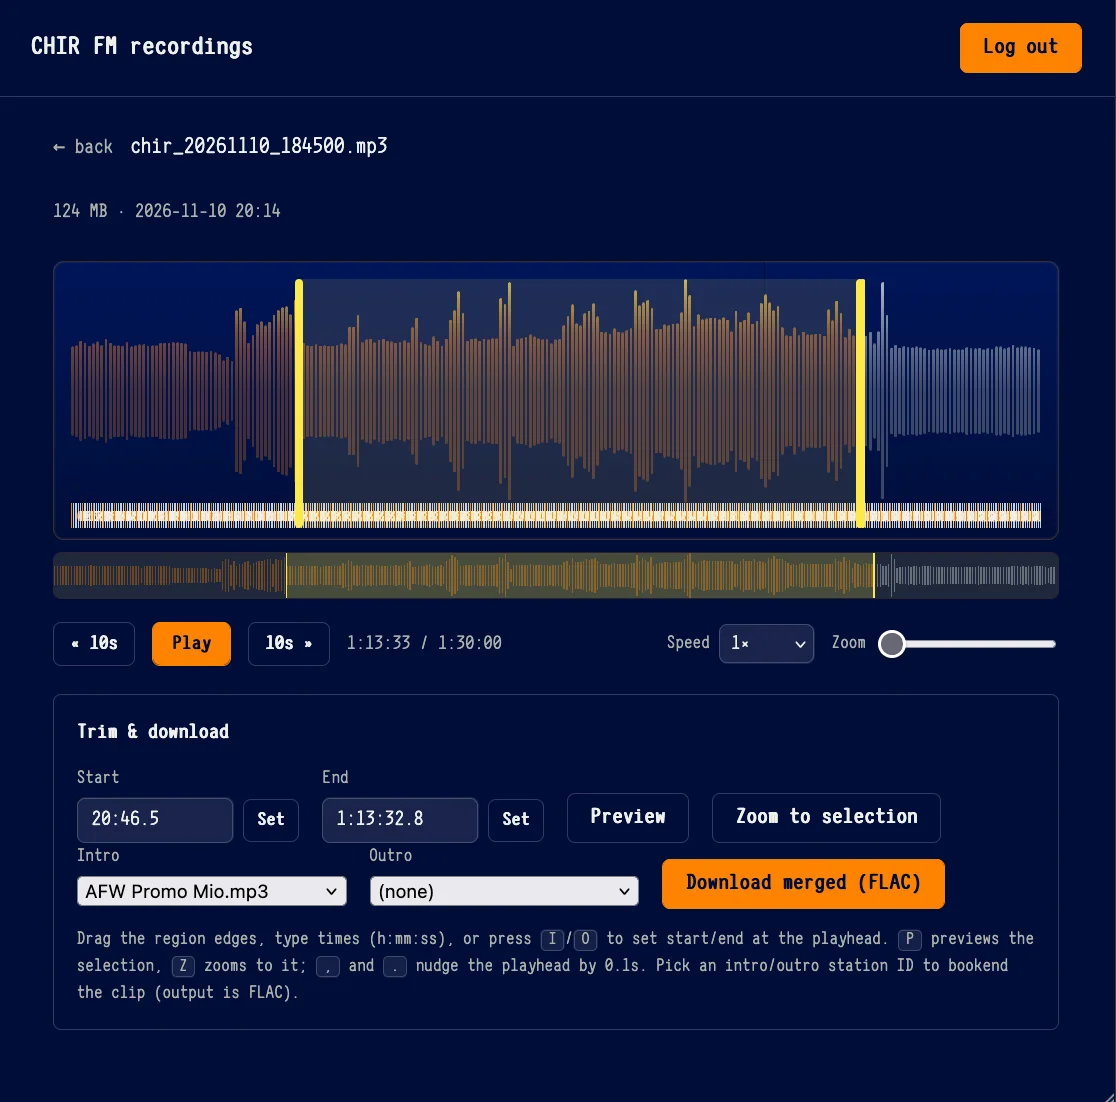 CHIR FM recordings
Log out
← back chir_20261110_184500.mp3
124 MB · 2026-11-10 20:14
« 10s Play 10s » 1:13:33 / 1:30:00 Speed 1× Zoom
Trim & download
Start End
20:46.5 Set 1:13:32.8 Set Preview Zoom to selection
Intro Outro
AFW Promo Mio.mp3 (none) Download merged (FLAC)
Drag the region edges, type times (h:mm:ss), or press I/O to set start/end at the playhead. P previews the
selection, Z zooms to it; , and . nudge the playhead by 0.1s. Pick an intro/outro station ID to bookend
the clip (output is FLAC).